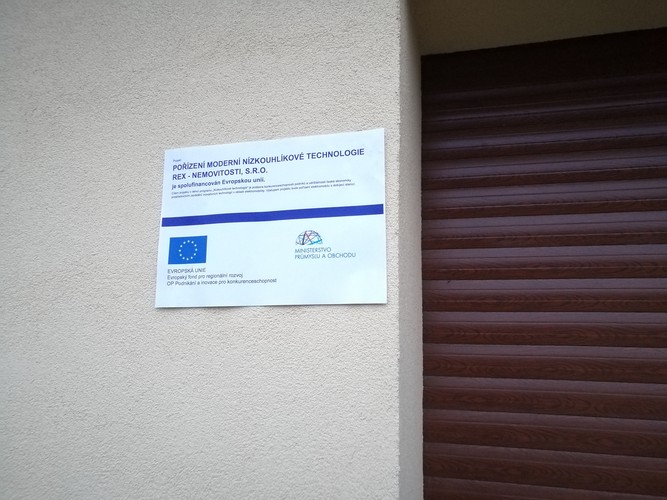 Projekt
POŘÍZENÍ MODERNÍ NÍZKOUHLÍKOVÉ TECHNOLOGIE
REX - NEMOVITOSTI, S.R.O.
je spolufinancován Evropskou unií.
MINISTERSTVO
PRŮMYSLU A OBCHODU
EVROPSKÁ UNIE
Evropský fond pro regionální rozvoj
OP Podnikání a inovace pro konkurenceschopnost